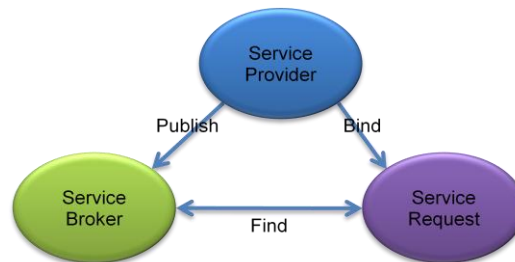 Service
Provider
Publish
Bind
Service
Broker
Service
Request
Find